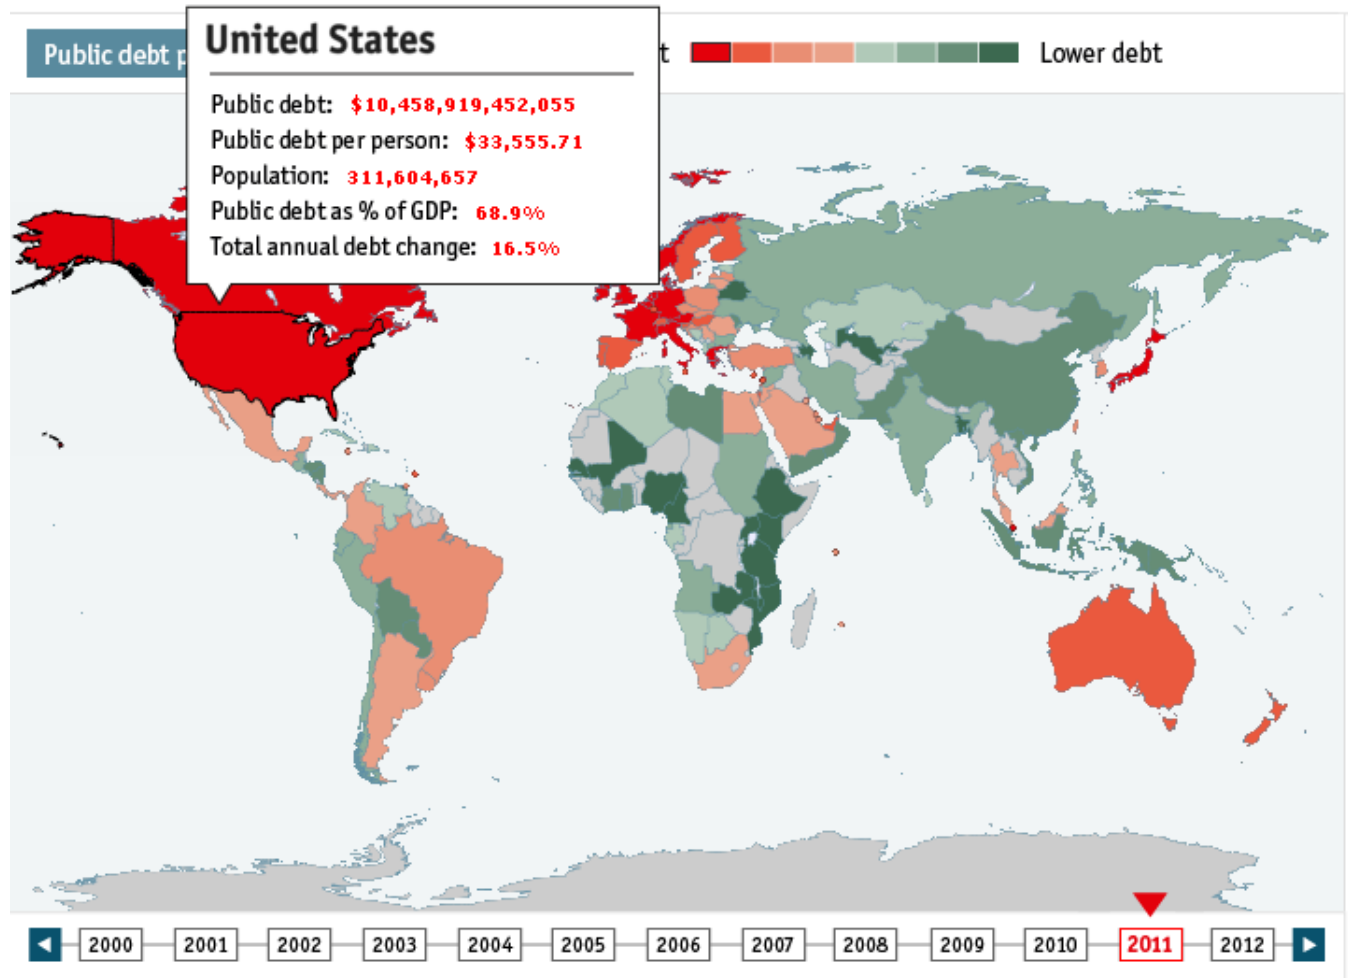 United States
Public debt p
t
Lower debt
Public debt: $10,458,919,452,055
Public debt per person: $33,555.71
Population: 311,604,657
Public debt as % of GDP: 68.9%
Total annual debt change: 16.5%
2000 2001 2002 2003 2004 2005 2006 2007 2008 2009 2010 2011 2012